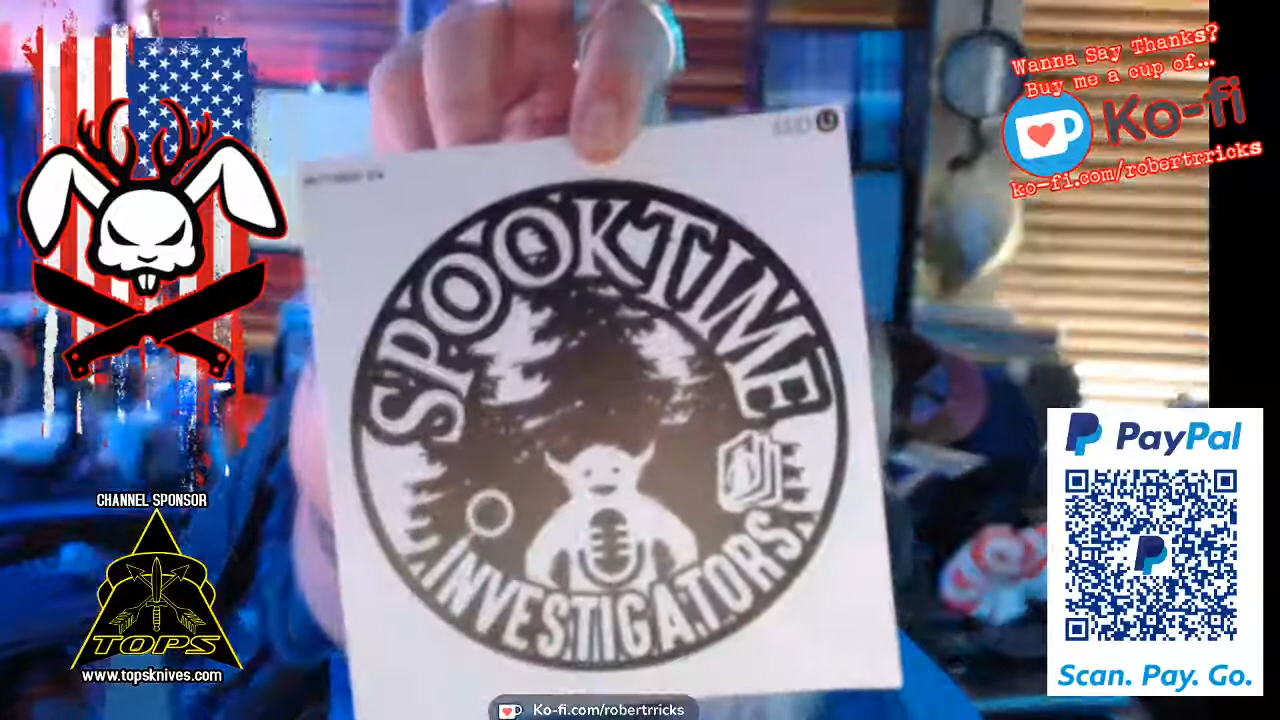 Wanna Say Thanks?
Buy me a cup of...
Ko-fi
ko-fi.com/robertrricks
SPOOKTIME
INVESTIGATORS
PayPal
Scan. Pay. Go.
CHANNEL SPONSOR
TOPS
www.topsknives.com
Ko-fi.com/robertrricks